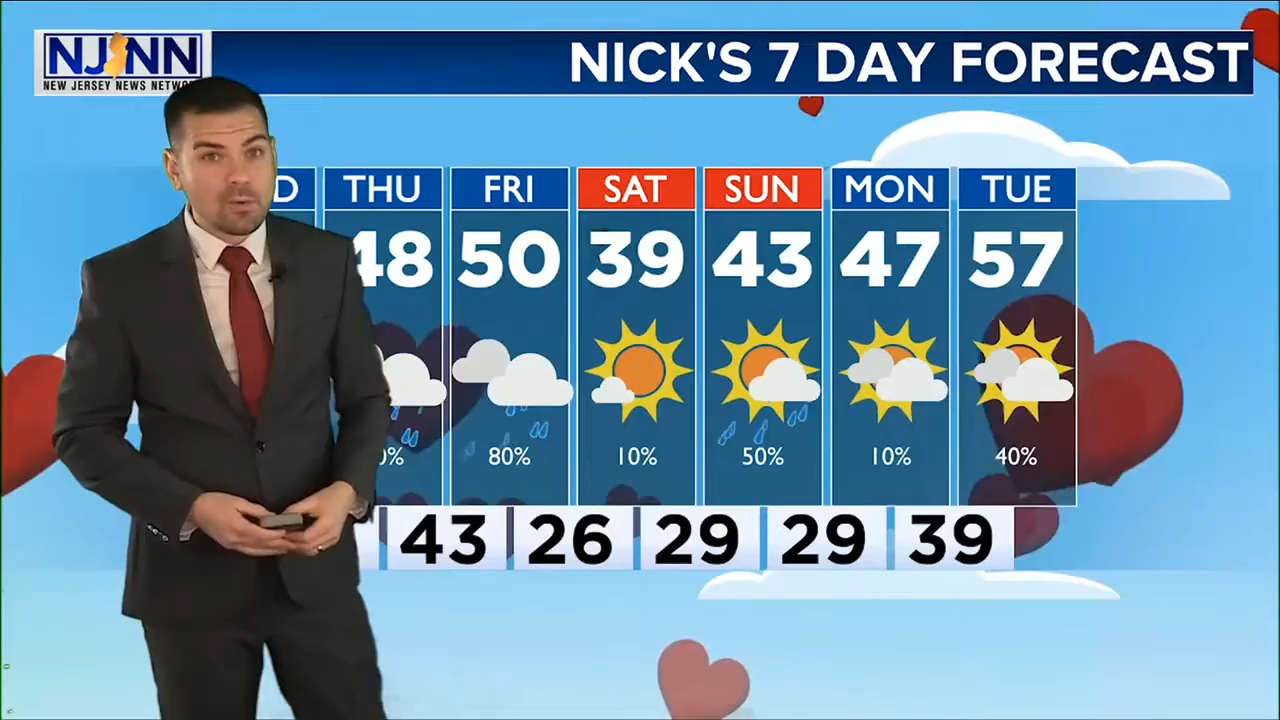 NJNN
NEW JERSEY NEWS NETWO
NICK'S 7 DAY FORECAST
D THU FRI SAT SUN MON TUE
48 50 39 43 47 57
% 80% 10% 50% 10% 40%
43 26 29 29 39